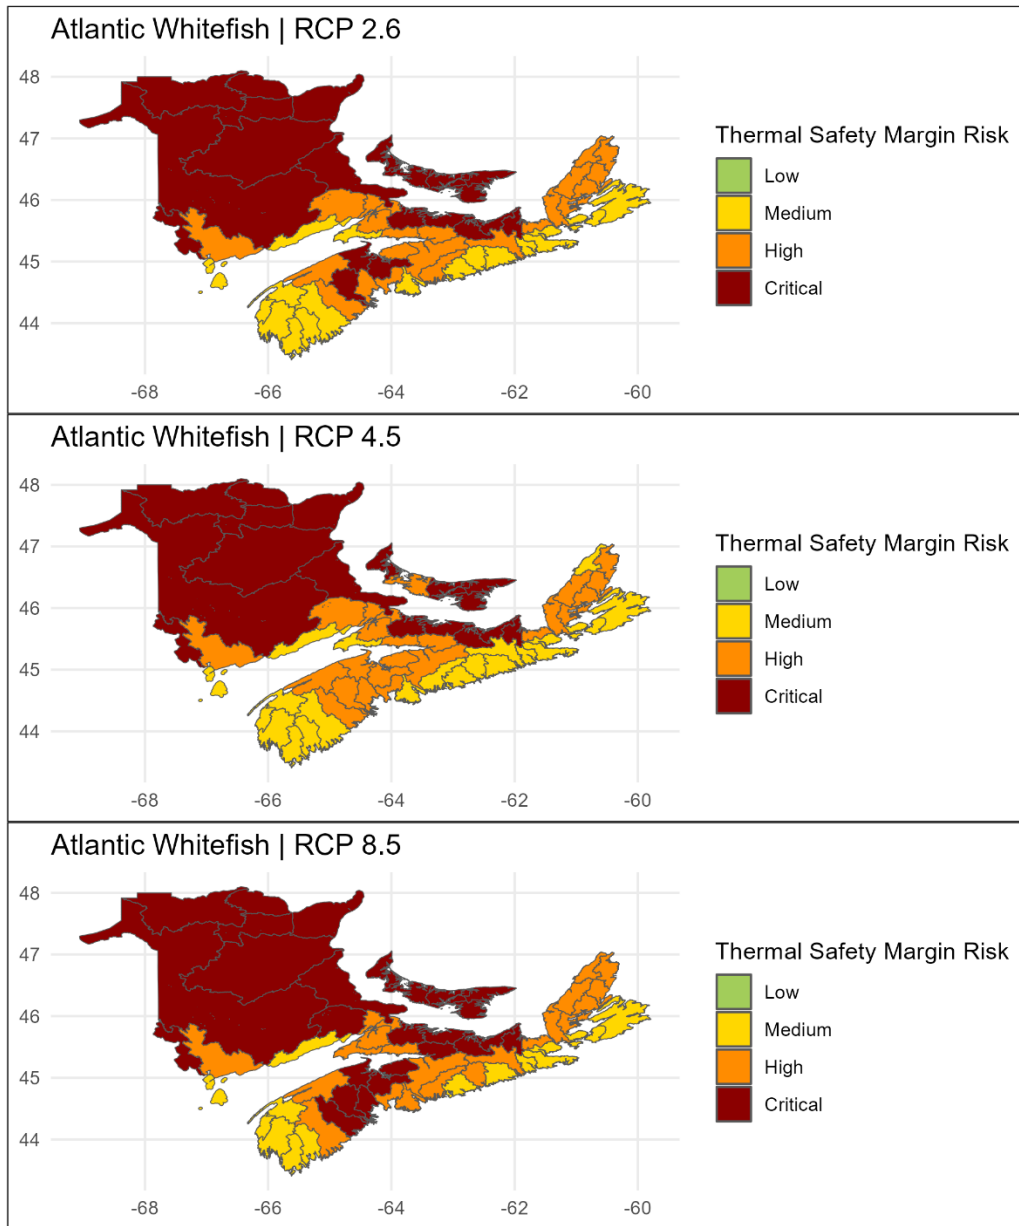 Atlantic Whitefish | RCP 2.6
48
47
46
45
44
-68
-66
-64
-62
-60
Thermal Safety Margin Risk
Low
Medium
High
Critical
Atlantic Whitefish | RCP 4.5
48
47
46
45
44
-68
-66
-64
-62
-60
Thermal Safety Margin Risk
Low
Medium
High
Critical
Atlantic Whitefish | RCP 8.5
48
47
46
45
44
-68
-66
-64
-62
-60
Thermal Safety Margin Risk
Low
Medium
High
Critical